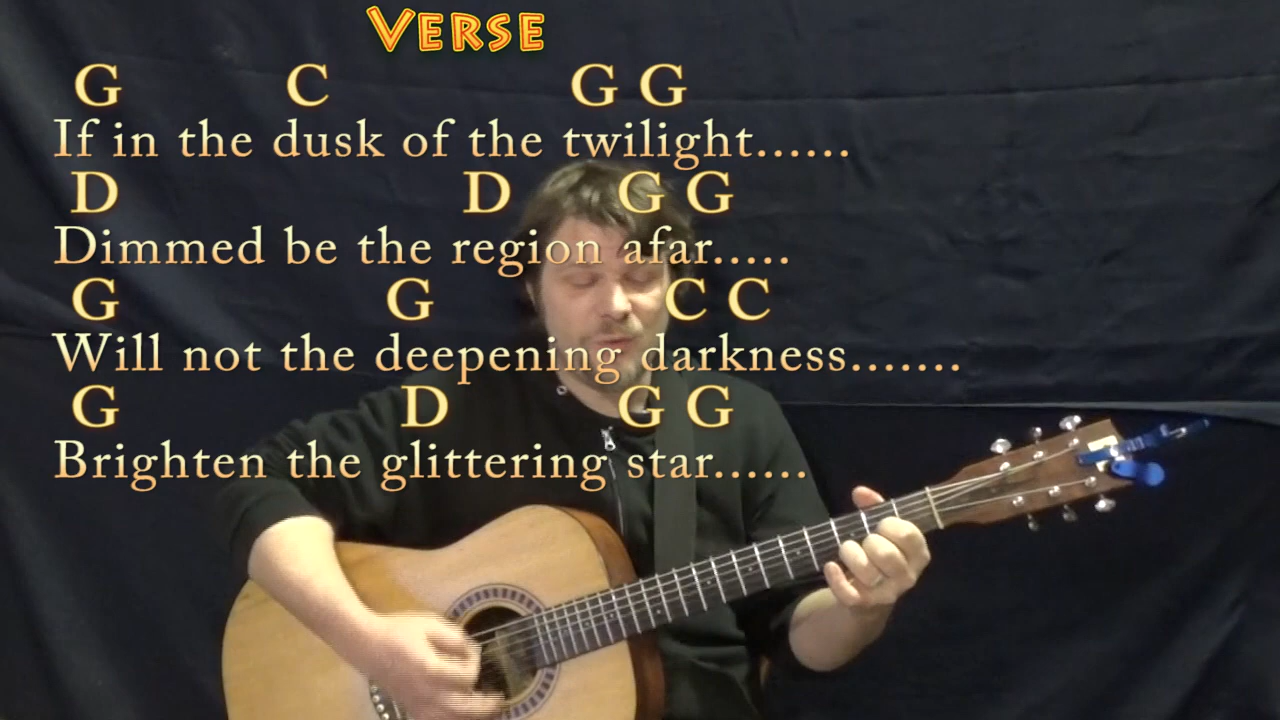 VERSE
G C G G
If in the dusk of the twilight......
D D G G
Dimmed be the region afar.....
G G C C
Will not the deepening darkness.......
G D G G
Brighten the glittering star......